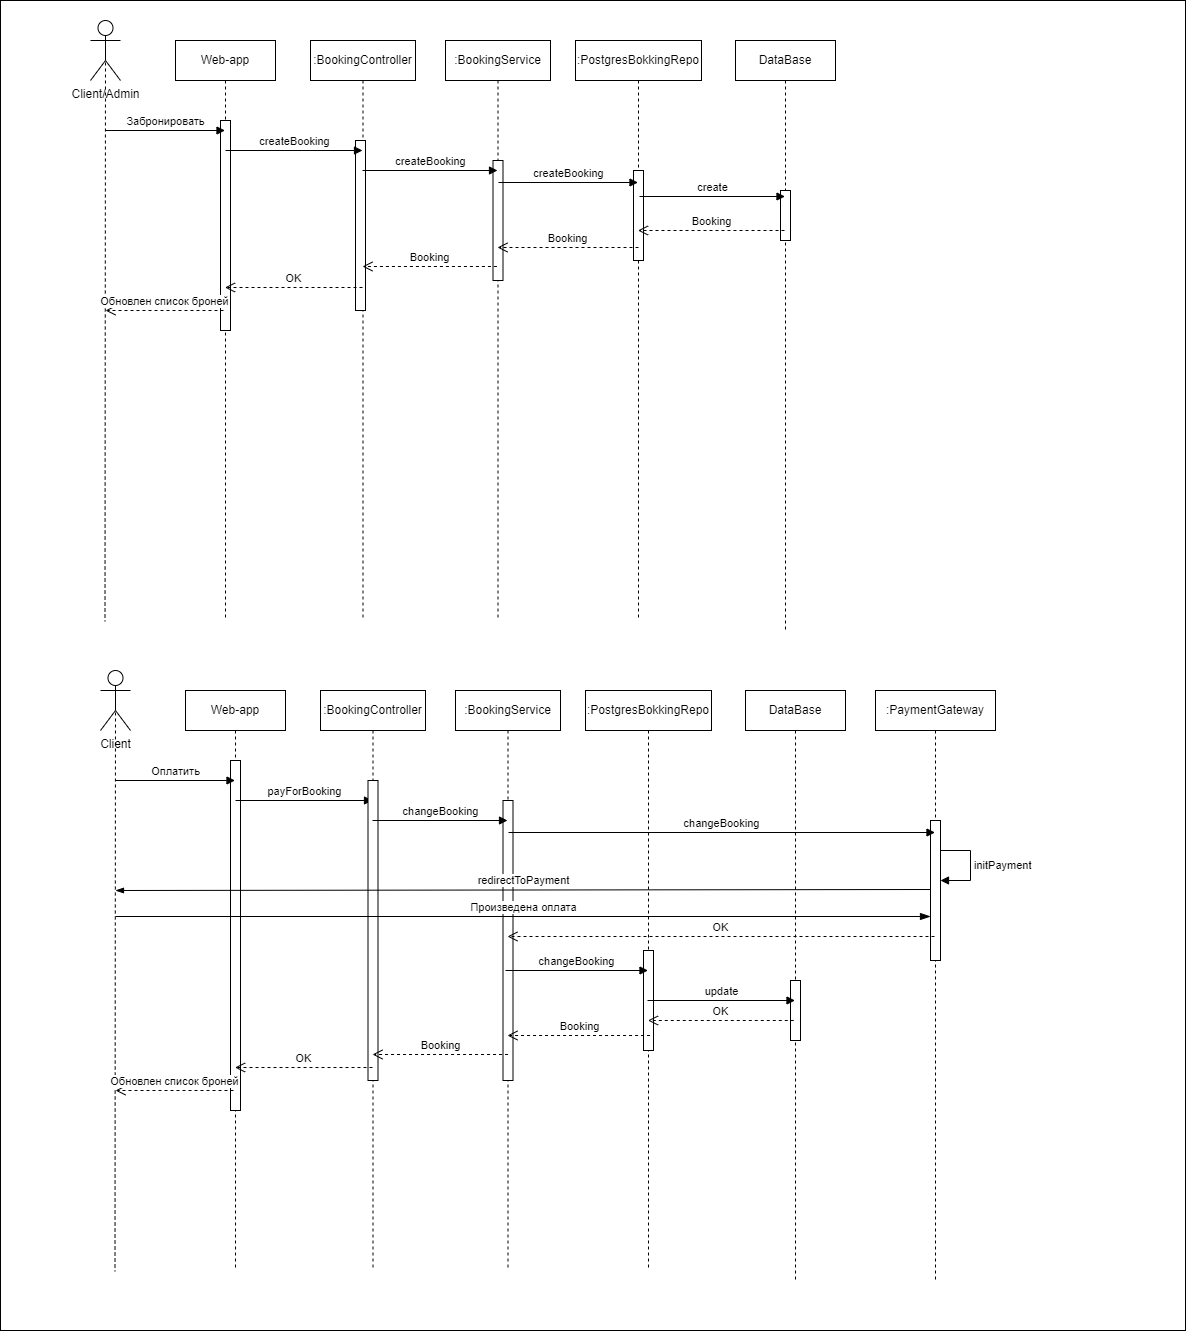 Web-app
:BookingController
:BookingService
:PostgresBokkingRepo
DataBase
Client/Admin
Забронировать
createBooking
createBooking
createBooking
create
Booking
Booking
Booking
OK
Обновлен список броней
Web-app
:BookingController
:BookingService
:PostgresBokkingRepo
DataBase
:PaymentGateway
Client
Оплатить
payForBooking
changeBooking
changeBooking
initPayment
redirectToPayment
Произведена оплата
OK
changeBooking
update
OK
Booking
Booking
OK
Обновлен список броней